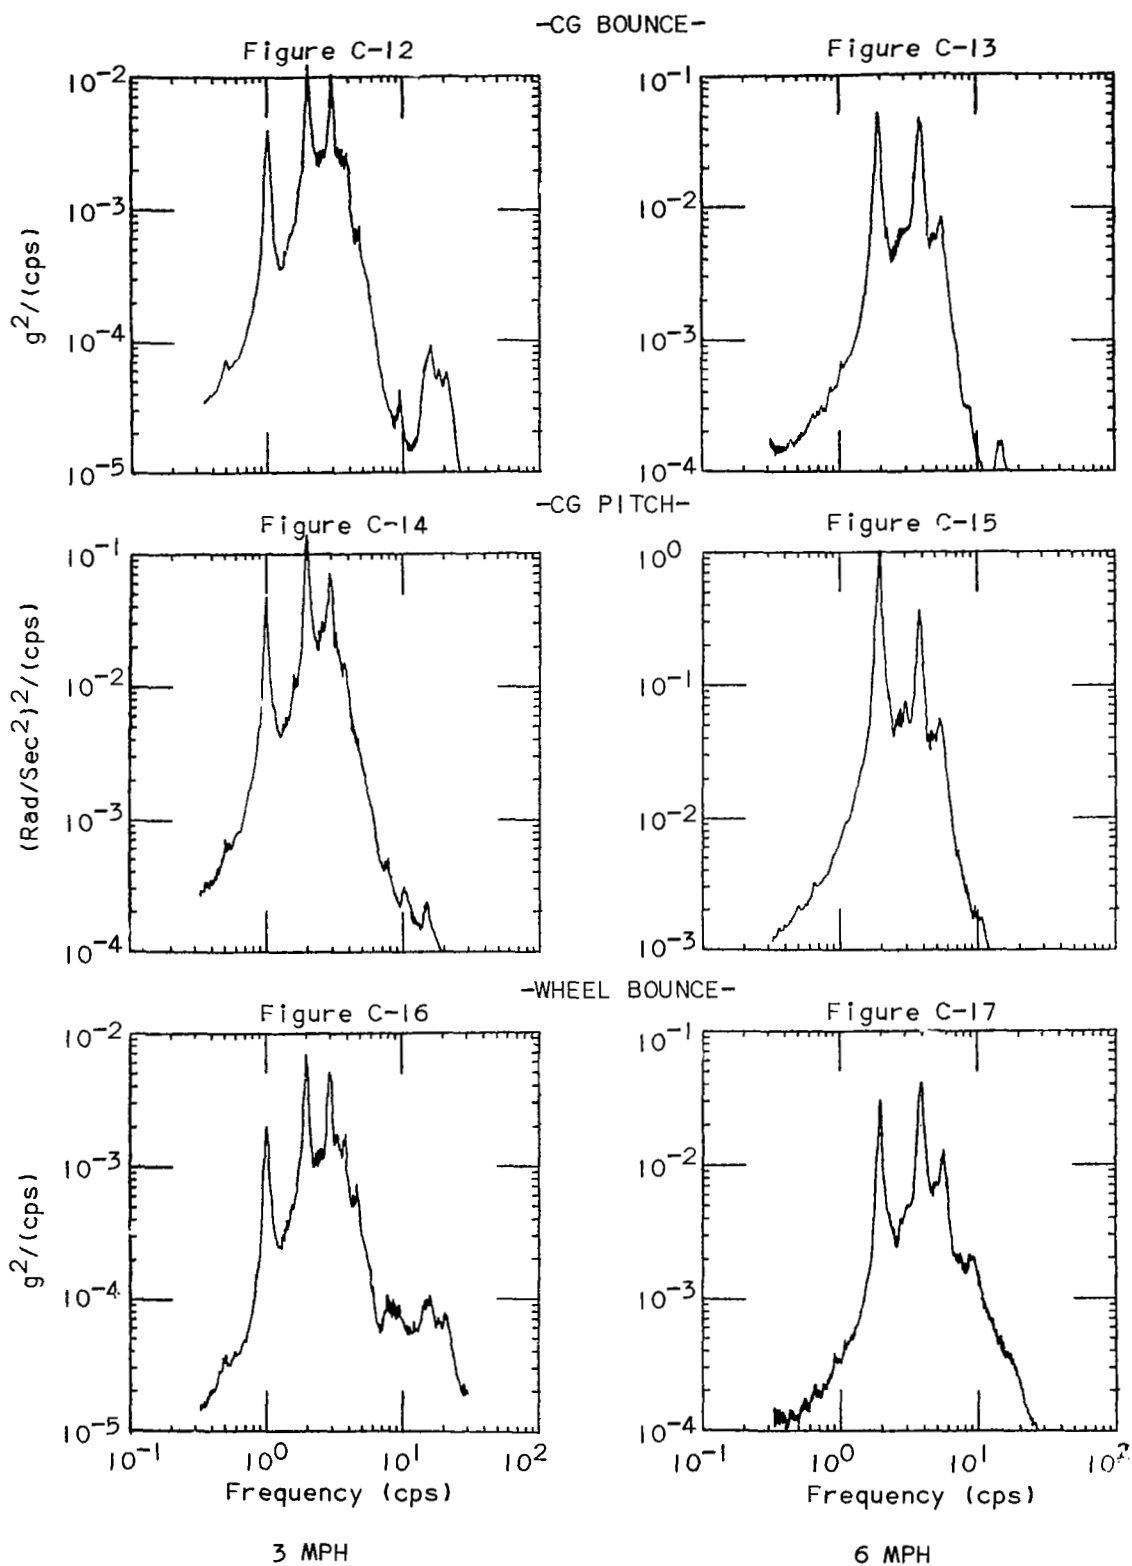 -CG BOUNCE-
Figure C-12
Figure C-13
10^-2
10^-3
10^-4
10^-5
g^2/(cps)
10^-1
10^-2
10^-3
10^-4
-CG PITCH-
Figure C-14
Figure C-15
10^-1
10^-2
10^-3
10^-4
(Rad/Sec^2)^2/(cps)
10^0
10^-1
10^-2
10^-3
-WHEEL BOUNCE-
Figure C-16
Figure C-17
10^-2
10^-3
10^-4
10^-5
g^2/(cps)
10^-1
10^-2
10^-3
10^-4
10^-1 10^0 10^1 10^2
10^-1 10^0 10^1 10^2
Frequency (cps)
Frequency (cps)
3 MPH
6 MPH